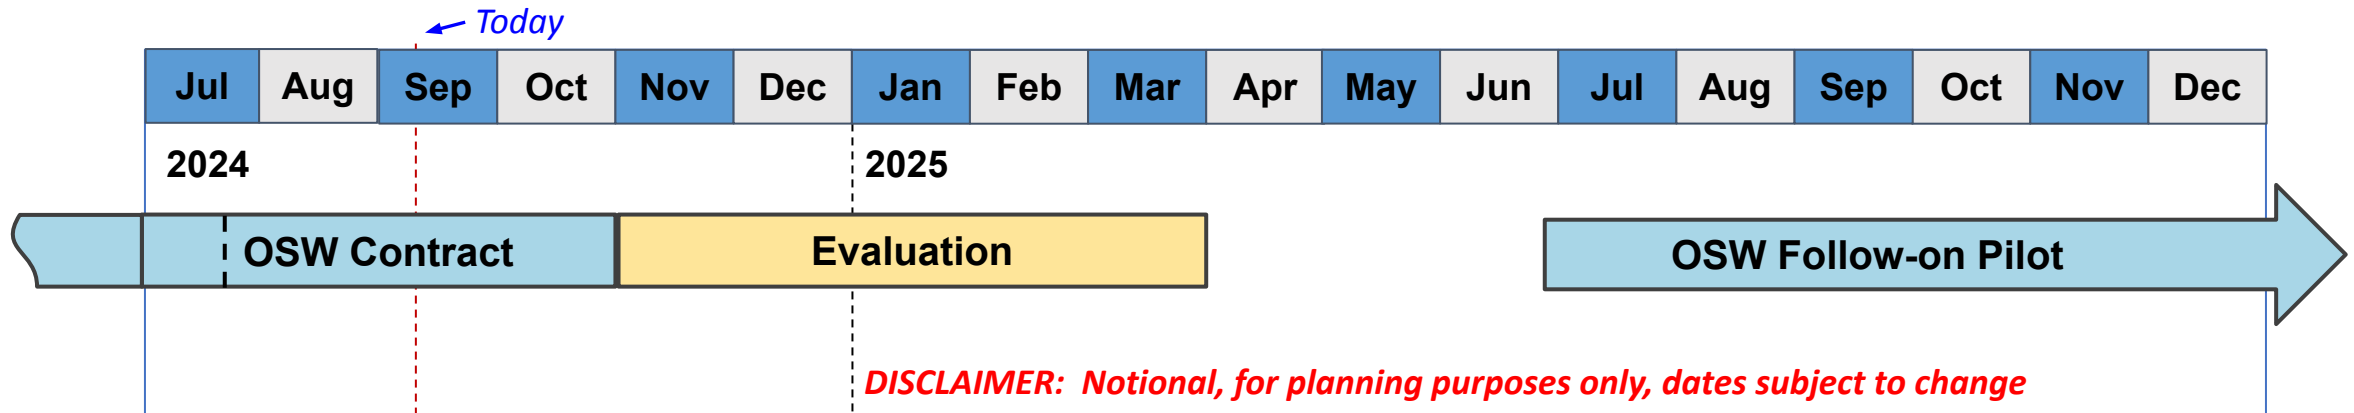 Today
Jul Aug Sep Oct Nov Dec Jan Feb Mar Apr May Jun Jul Aug Sep Oct Nov Dec
2024 2025
OSW Contract Evaluation OSW Follow-on Pilot
DISCLAIMER: Notional, for planning purposes only, dates subject to change